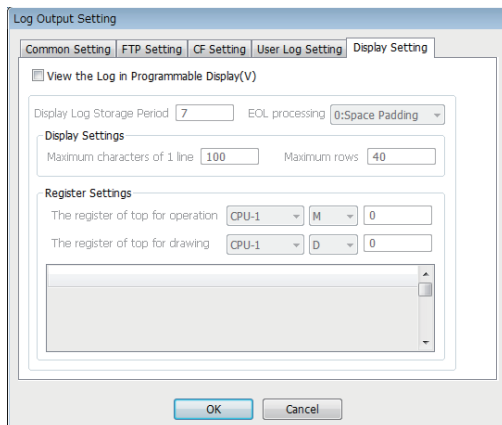 Log Output Setting
Common Setting FTP Setting CF Setting User Log Setting Display Setting
View the Log in Programmable Display(V)
Display Log Storage Period 7 EOL processing 0:Space Padding
Display Settings
Maximum characters of 1 line 100 Maximum rows 40
Register Settings
The register of top for operation CPU-1 M 0
The register of top for drawing CPU-1 D 0
OK Cancel